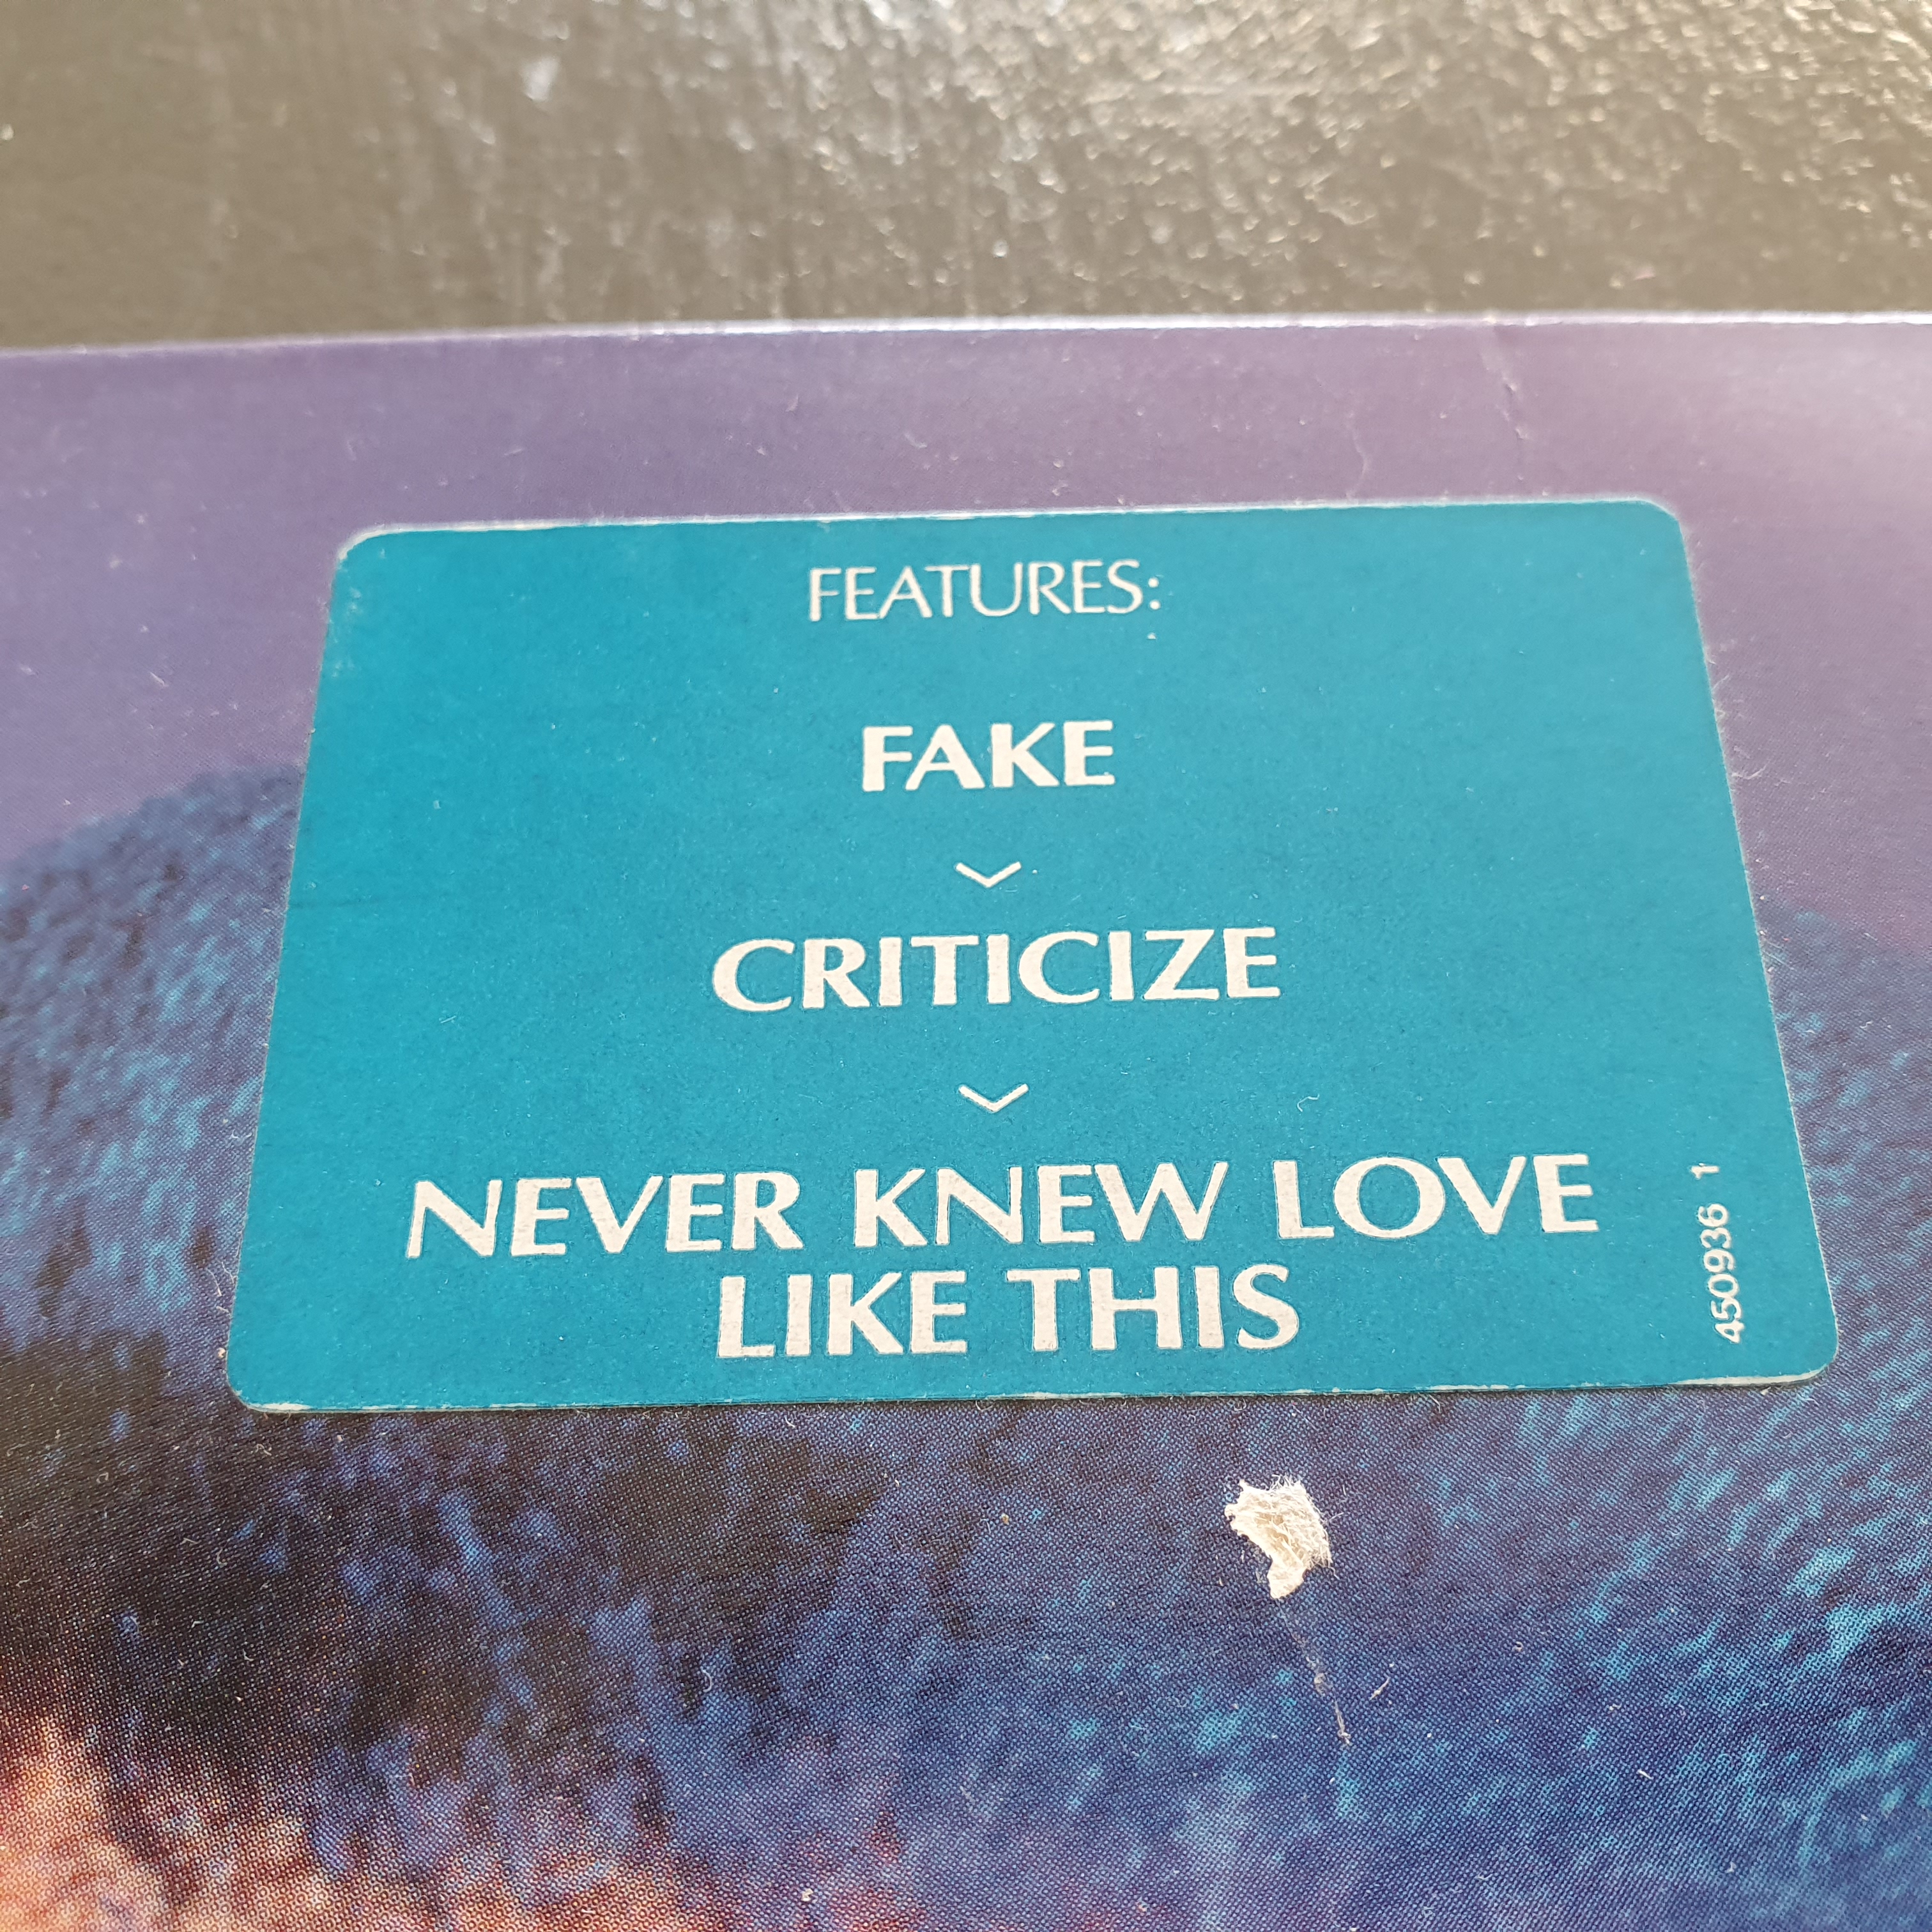 FEATURES:
FAKE
CRITICIZE
NEVER KNEW LOVE
LIKE THIS
450936 1